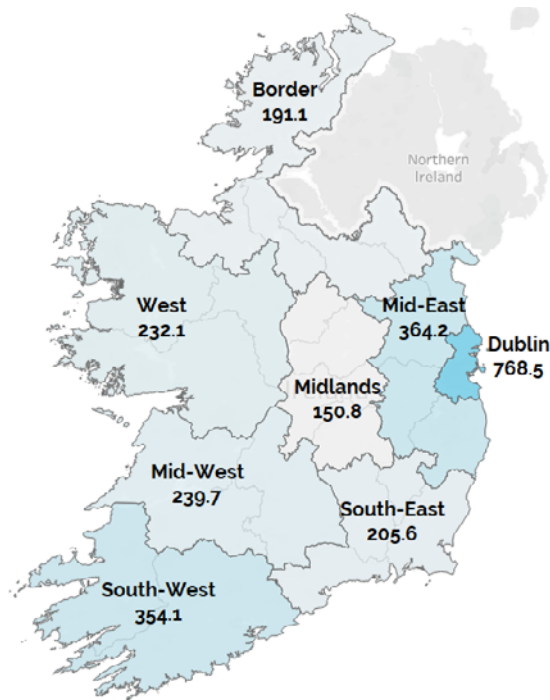 Border
191.1
Northern
Ireland
West
232.1
Mid-East
364.2
Dublin
768.5
Midlands
150.8
Mid-West
239.7
South-East
205.6
South-West
354.1